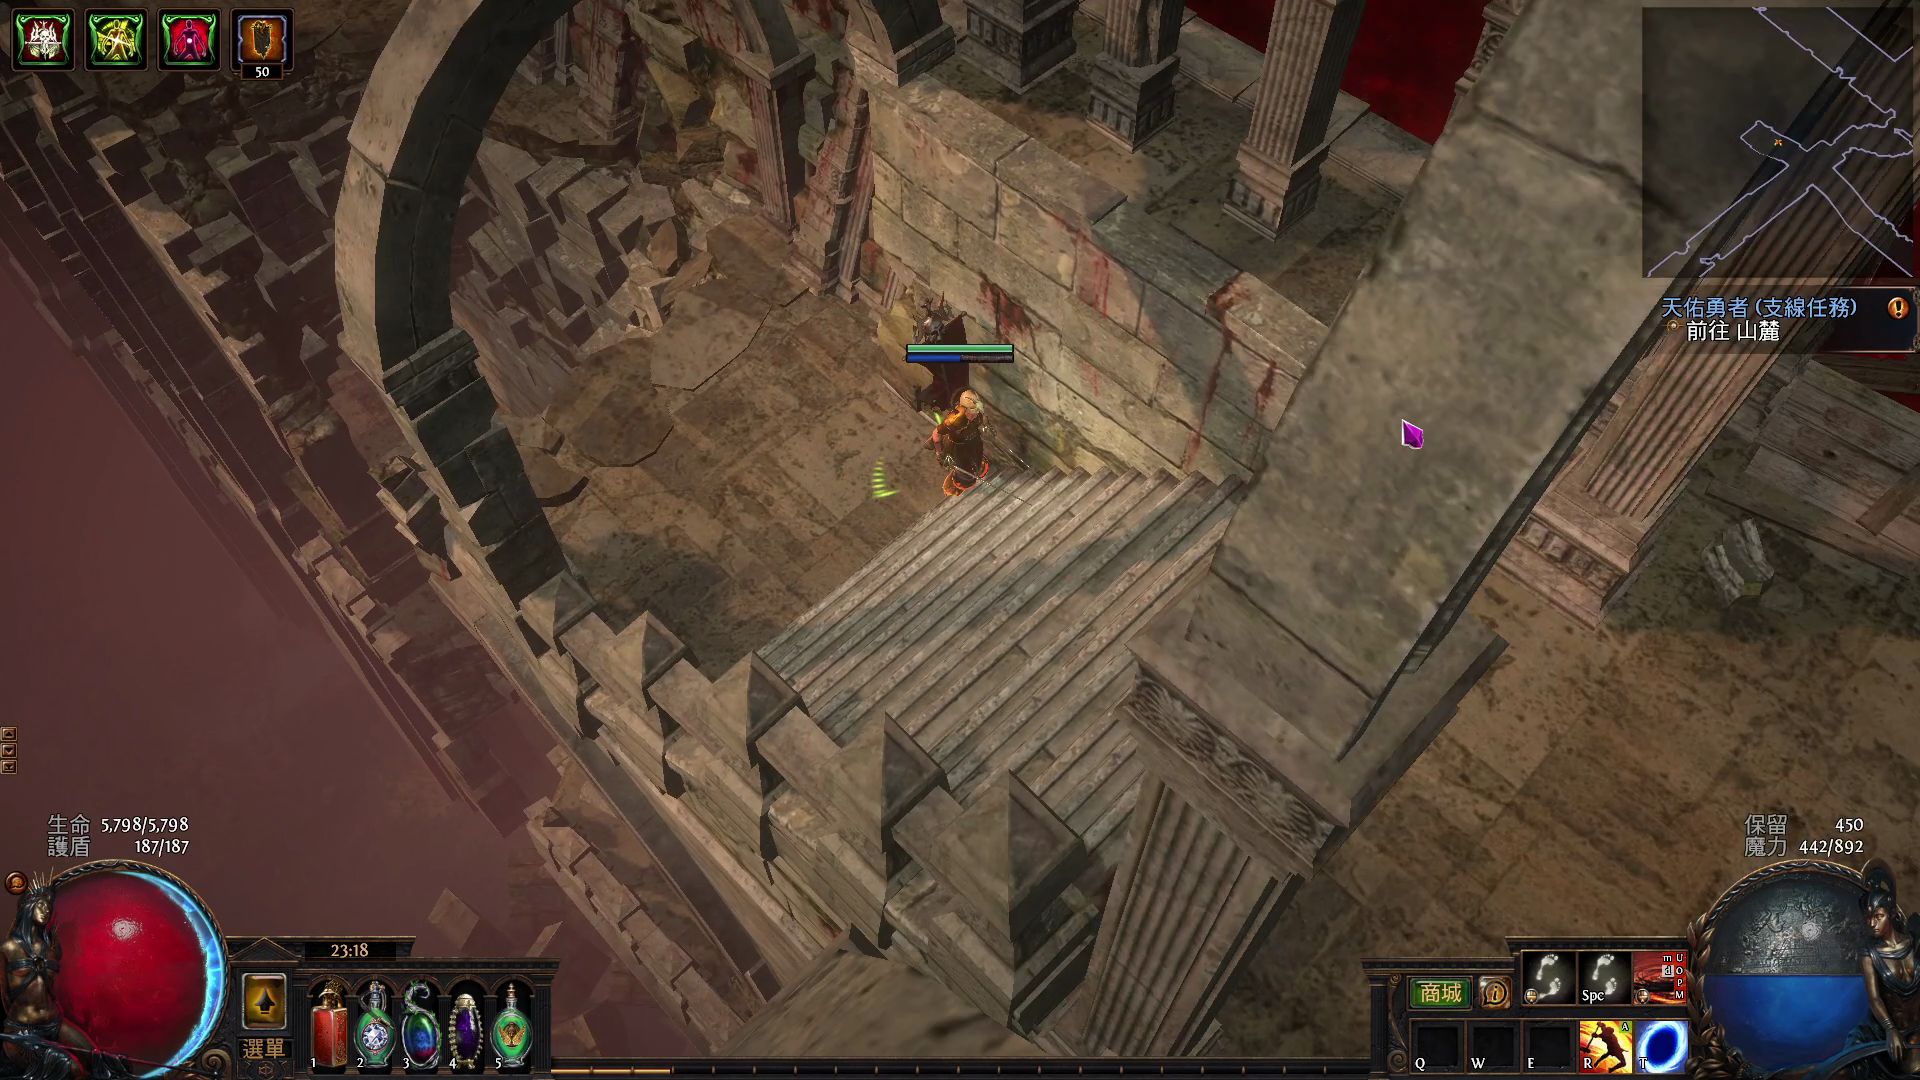 50
天佑勇者 (支線任務)
前往 山麓
生命 5,798/5,798
護盾 187/187
保留 450
魔力 442/892
23:18
選單
1 2 3 4 5
商城
Spc
m U
d O
P
M
Q W E R A T